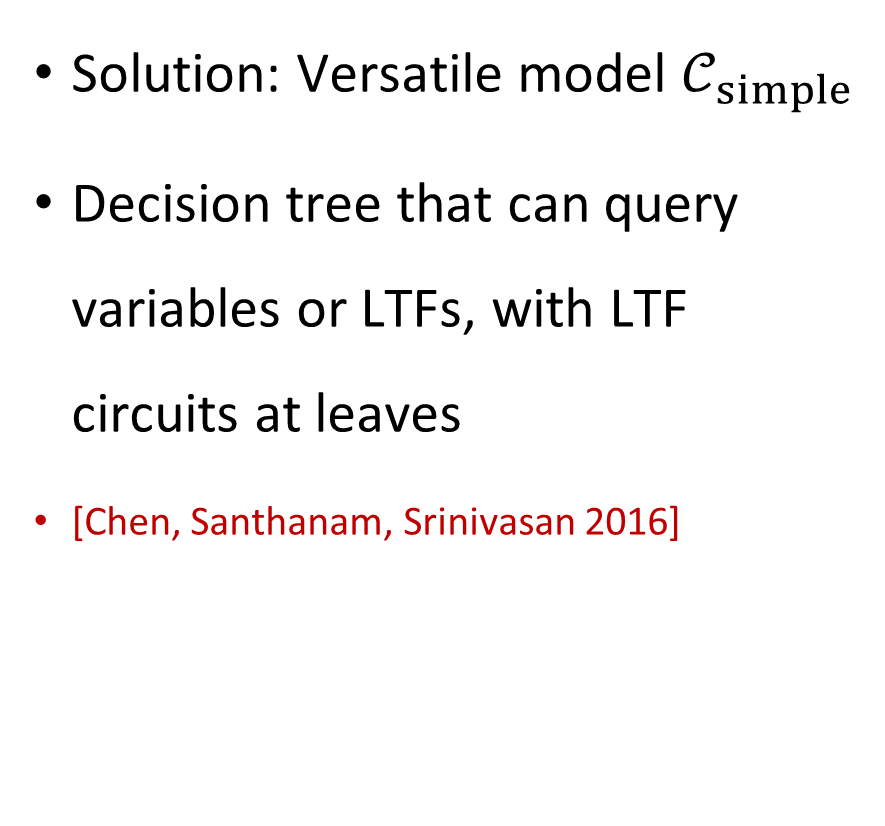 • Solution: Versatile model 𝒞simple
• Decision tree that can query
variables or LTFs, with LTF
circuits at leaves
• [Chen, Santhanam, Srinivasan 2016]